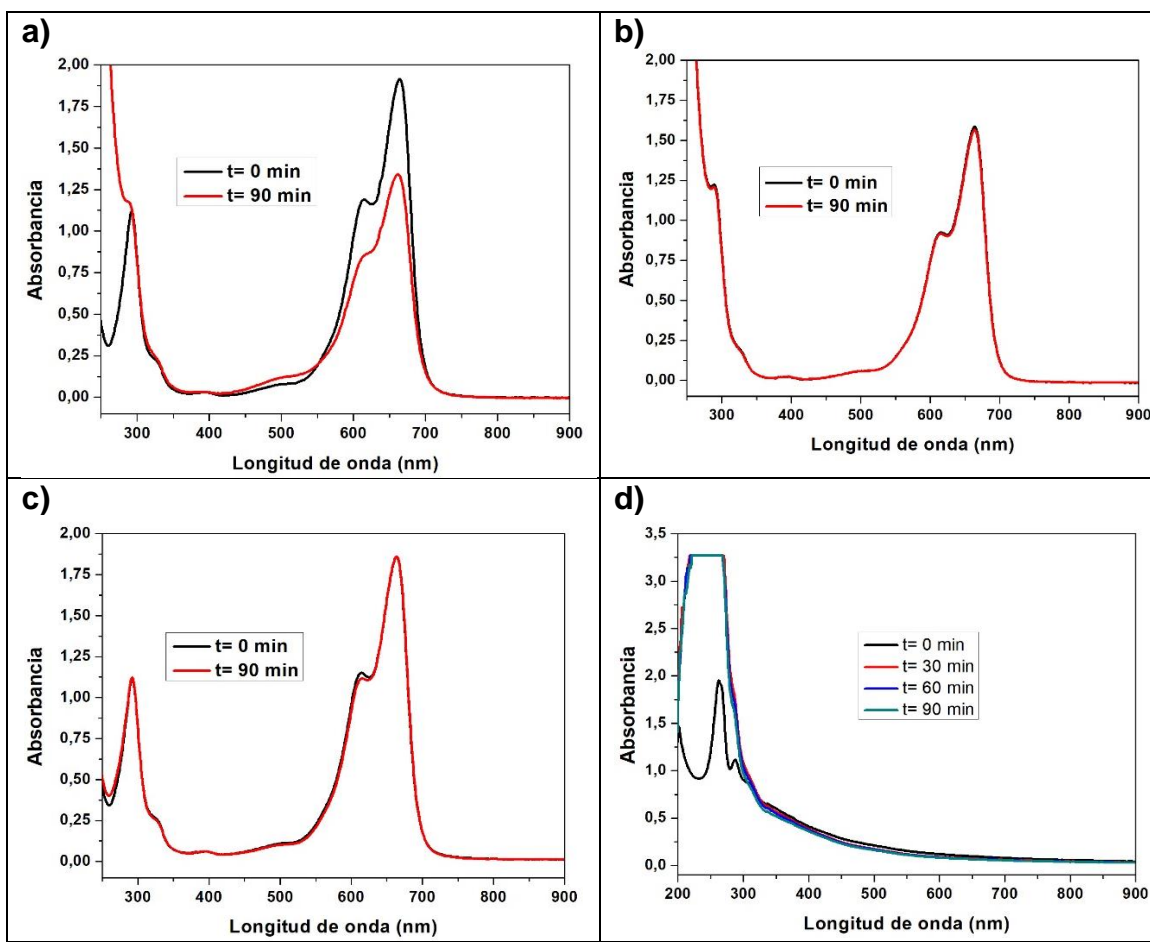 a)
2,00
1,75
1,50
1,25
1,00
0,75
0,50
0,25
0,00
Absorbancia
t= 0 min
t= 90 min
300 400 500 600 700 800 900
Longitud de onda (nm)
b)
2,00
1,75
1,50
1,25
1,00
0,75
0,50
0,25
0,00
Absorbancia
t= 0 min
t= 90 min
300 400 500 600 700 800 900
Longitud de onda (nm)
c)
2,00
1,75
1,50
1,25
1,00
0,75
0,50
0,25
0,00
Absorbancia
t= 0 min
t= 90 min
300 400 500 600 700 800 900
Longitud de onda (nm)
d)
3,5
3,0
2,5
2,0
1,5
1,0
0,5
0,0
Absorbancia
t= 0 min
t= 30 min
t= 60 min
t= 90 min
200 300 400 500 600 700 800 900
Longitud de onda (nm)